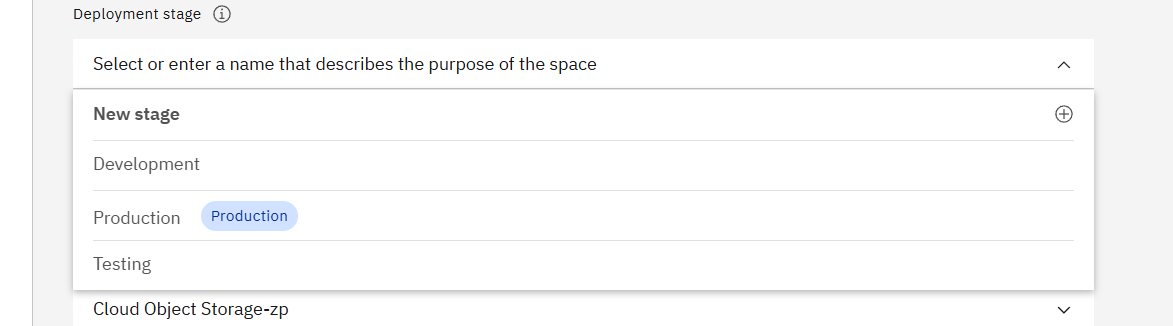 Deployment stage
Select or enter a name that describes the purpose of the space
New stage
Development
Production Production
Testing
Cloud Object Storage-zp